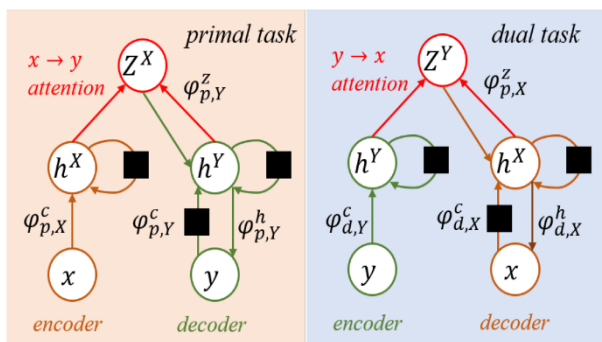 primal task
x → y
attention
Z^X
φ^z_{p,Y}
h^X
h^Y
φ^c_{p,X}
φ^c_{p,Y}
φ^h_{p,Y}
x
y
encoder
decoder
dual task
y → x
attention
Z^Y
φ^z_{p,X}
h^Y
h^X
φ^c_{d,Y}
φ^c_{d,X}
φ^h_{d,X}
y
x
encoder
decoder